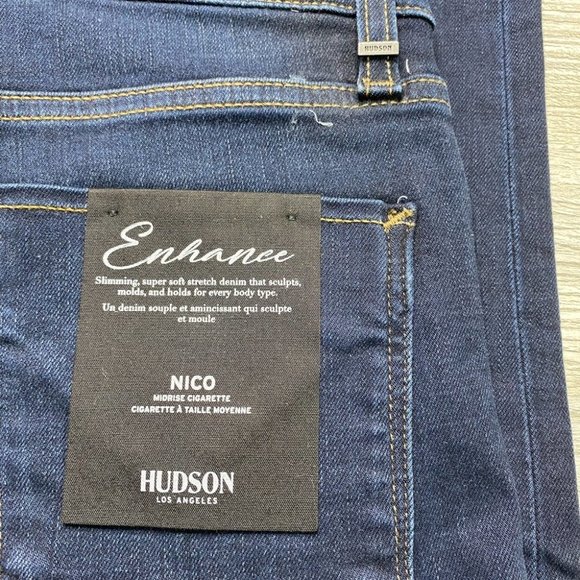 HUDSON
Enhance
Slimming, super soft stretch denim that sculpts,
molds, and holds for every body type.
Un denim souple et amincissant qui sculpte
et moule
NICO
MIDRISE CIGARETTE
CIGARETTE À TAILLE MOYENNE
HUDSON
LOS ANGELES